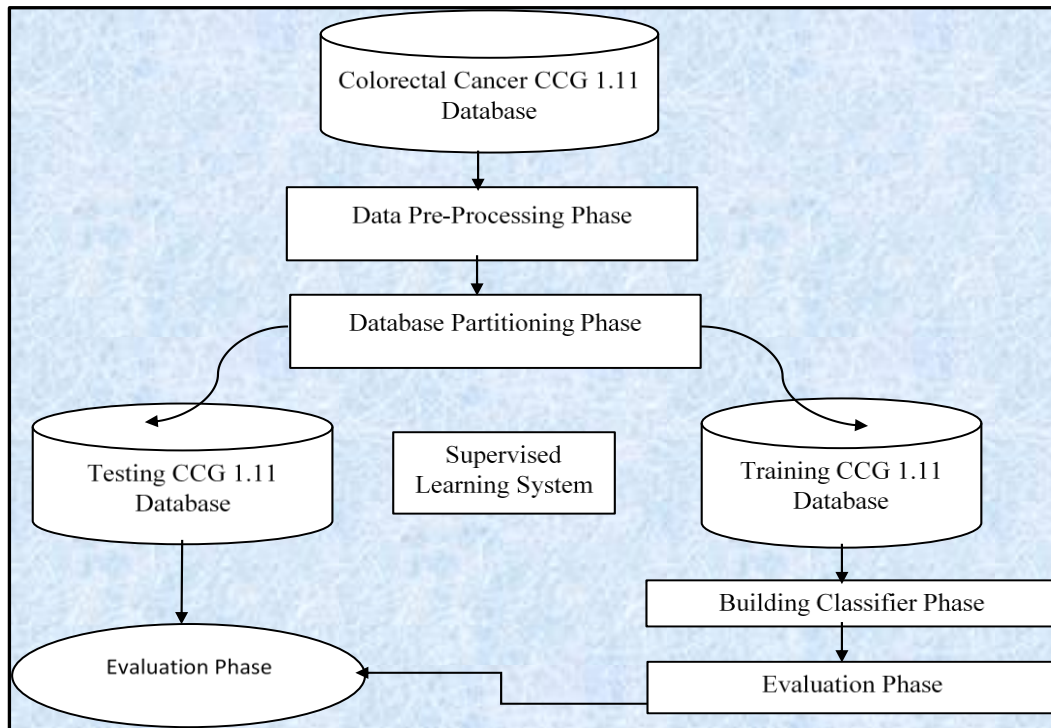 Colorectal Cancer CCG 1.11
Database
Data Pre-Processing Phase
Database Partitioning Phase
Testing CCG 1.11
Database
Supervised
Learning System
Training CCG 1.11
Database
Building Classifier Phase
Evaluation Phase
Evaluation Phase